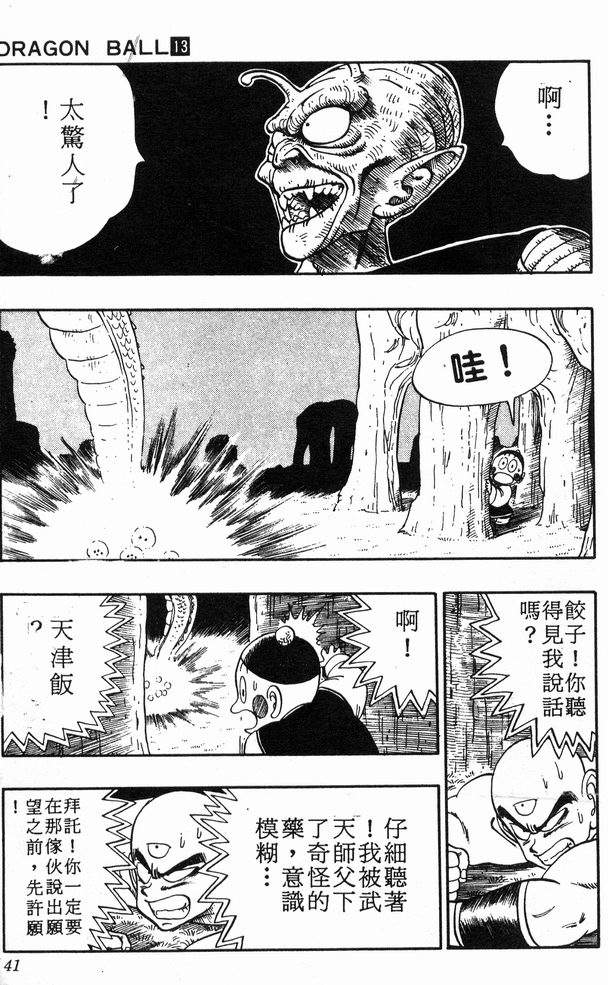 DRAGON BALL 13
啊…
太驚人了
！
哇！
餃子！你聽
得見我說話
嗎？
啊！
天津飯
？
仔細聽著
！我被武
天師父下
了奇怪的
藥，意識
模糊…
拜託！你一定要
在那傢伙說出願
望之前，先許願
！
41